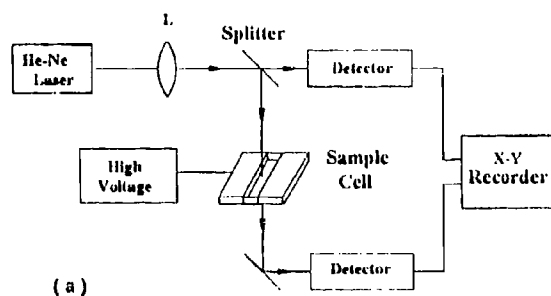 L
Splitter
He-Ne
Laser
Detector
High
Voltage
Sample
Cell
X-Y
Recorder
Detector
(a)